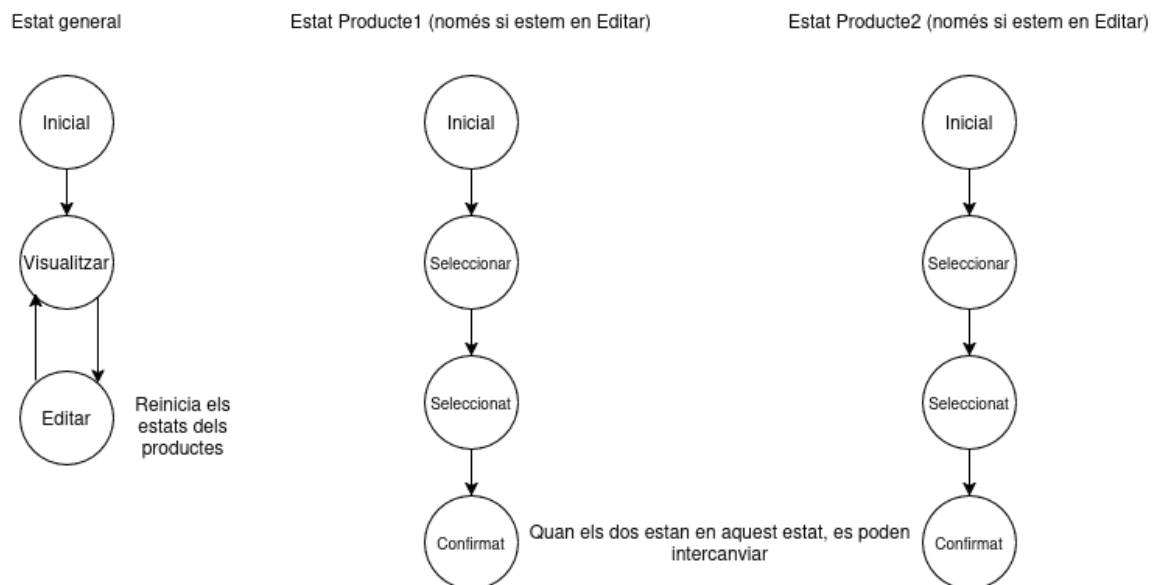 Estat general
Estat Producte1 (només si estem en Editar)
Estat Producte2 (només si estem en Editar)
Inicial
Inicial
Inicial
Visualitzar
Seleccionar
Seleccionar
Editar
Reinicia els
estats dels
productes
Seleccionat
Seleccionat
Confirmat
Quan els dos estan en aquest estat, es poden
intercanviar
Confirmat